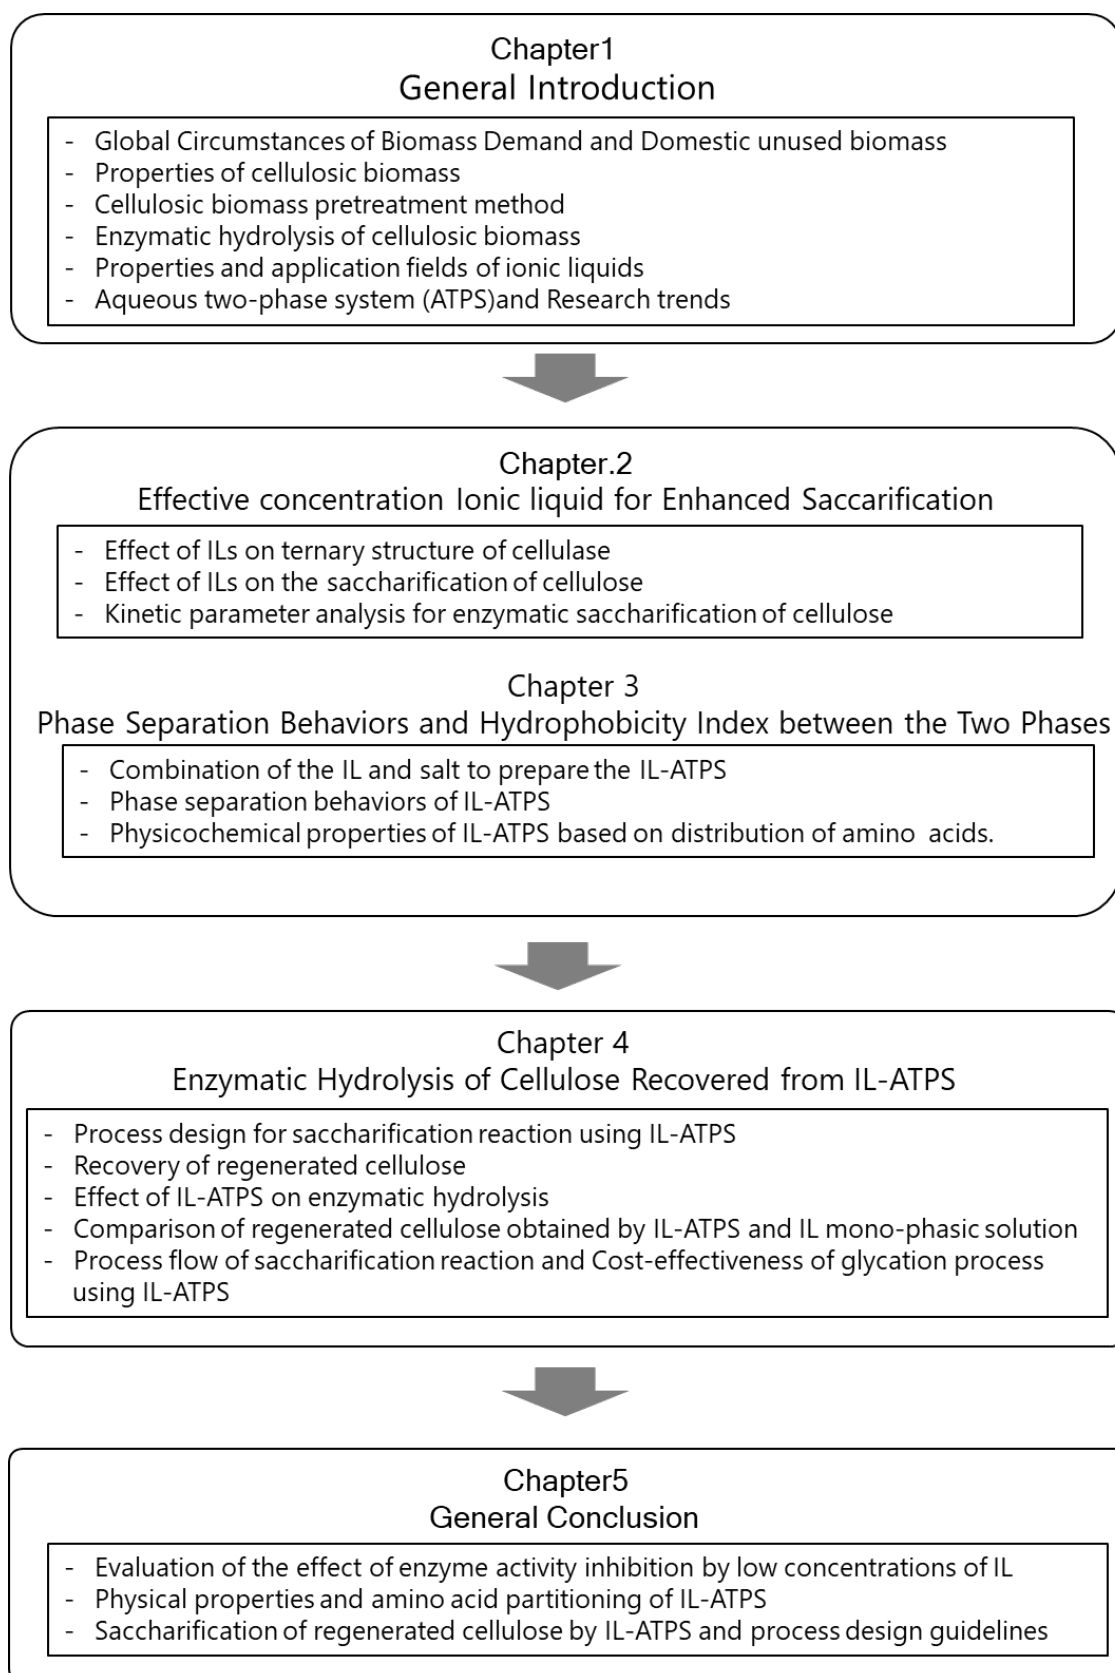 Chapter1
General Introduction
- Global Circumstances of Biomass Demand and Domestic unused biomass
- Properties of cellulosic biomass
- Cellulosic biomass pretreatment method
- Enzymatic hydrolysis of cellulosic biomass
- Properties and application fields of ionic liquids
- Aqueous two-phase system (ATPS)and Research trends
Chapter.2
Effective concentration Ionic liquid for Enhanced Saccarification
- Effect of ILs on ternary structure of cellulase
- Effect of ILs on the saccharification of cellulose
- Kinetic parameter analysis for enzymatic saccharification of cellulose
Chapter 3
Phase Separation Behaviors and Hydrophobicity Index between the Two Phases
- Combination of the IL and salt to prepare the IL-ATPS
- Phase separation behaviors of IL-ATPS
- Physicochemical properties of IL-ATPS based on distribution of amino acids.
Chapter 4
Enzymatic Hydrolysis of Cellulose Recovered from IL-ATPS
- Process design for saccharification reaction using IL-ATPS
- Recovery of regenerated cellulose
- Effect of IL-ATPS on enzymatic hydrolysis
- Comparison of regenerated cellulose obtained by IL-ATPS and IL mono-phasic solution
- Process flow of saccharification reaction and Cost-effectiveness of glycation process
using IL-ATPS
Chapter5
General Conclusion
- Evaluation of the effect of enzyme activity inhibition by low concentrations of IL
- Physical properties and amino acid partitioning of IL-ATPS
- Saccharification of regenerated cellulose by IL-ATPS and process design guidelines